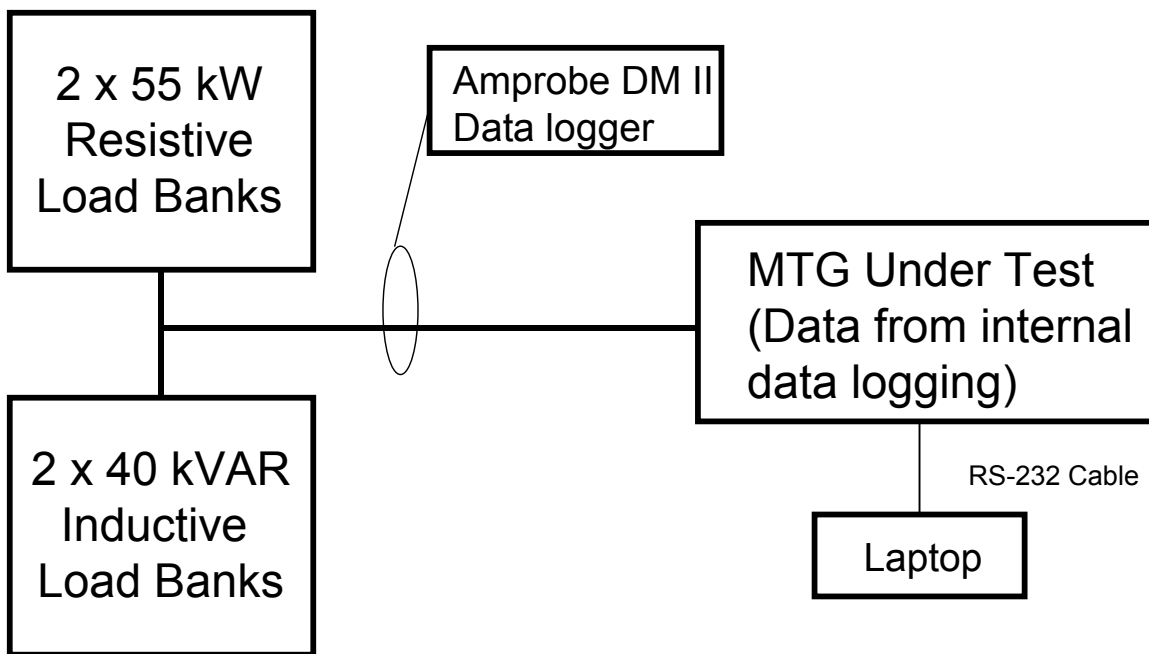 2 x 55 kW
Resistive
Load Banks
Amprobe DM II
Data logger
MTG Under Test
(Data from internal
data logging)
2 x 40 kVAR
Inductive
Load Banks
RS-232 Cable
Laptop